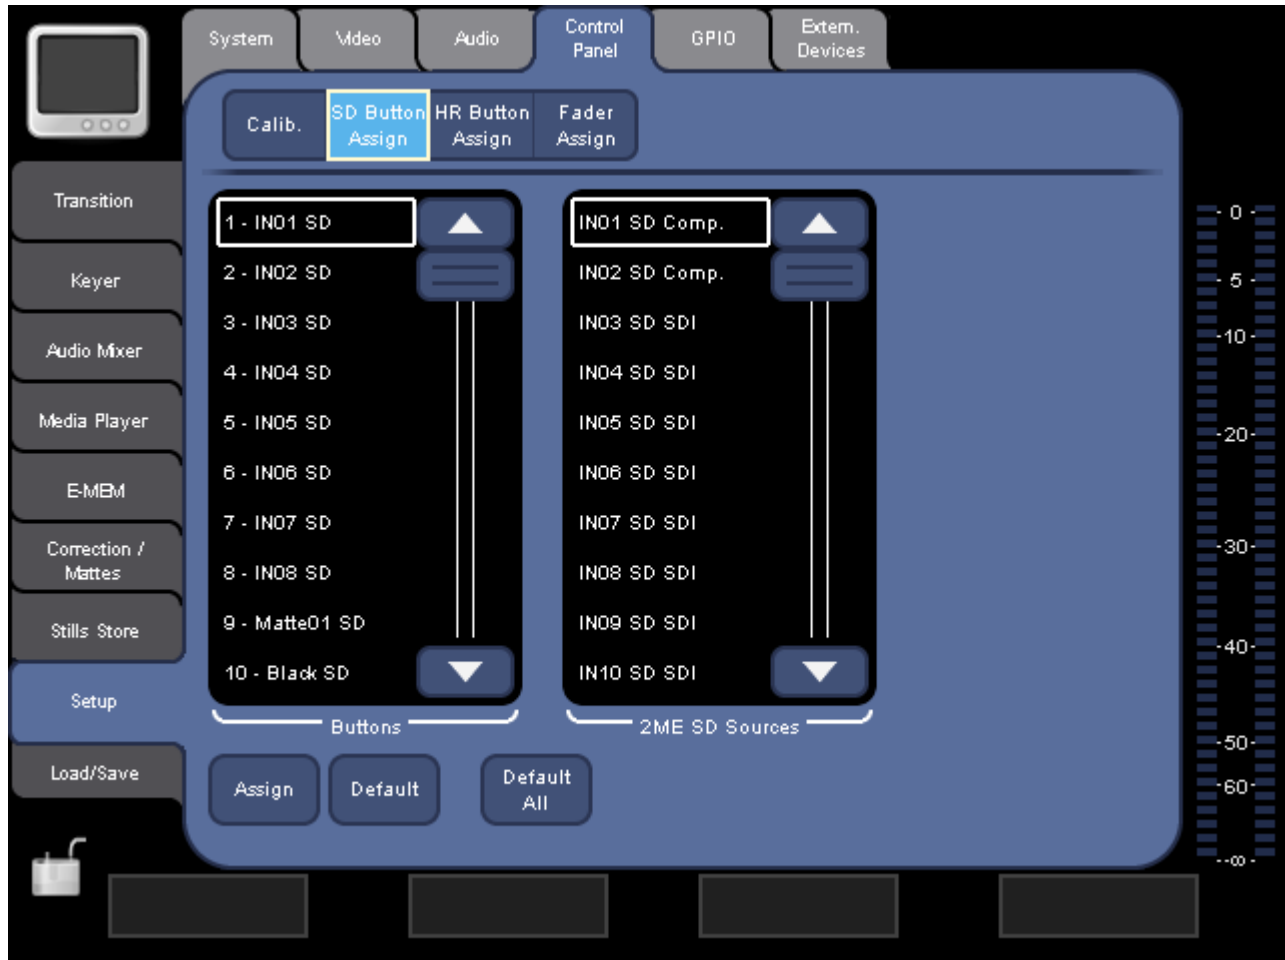 System
Video
Audio
Control
Panel
GPIO
Extern.
Devices
Calib.
SD Button
Assign
HR Button
Assign
Fader
Assign
Transition
Keyer
Audio Mixer
Media Player
E-MEM
Correction /
Mattes
Stills Store
Setup
Load/Save
1 - IN01 SD
2 - IN02 SD
3 - IN03 SD
4 - IN04 SD
5 - IN05 SD
6 - IN06 SD
7 - IN07 SD
8 - IN08 SD
9 - Matte01 SD
10 - Black SD
Buttons
IN01 SD Comp.
IN02 SD Comp.
IN03 SD SDI
IN04 SD SDI
IN05 SD SDI
IN06 SD SDI
IN07 SD SDI
IN08 SD SDI
IN09 SD SDI
IN10 SD SDI
2ME SD Sources
Assign
Default
Default
All
- 0 -
- 5 -
-10-
-20-
-30-
-40-
-50-
-60-
--∞-